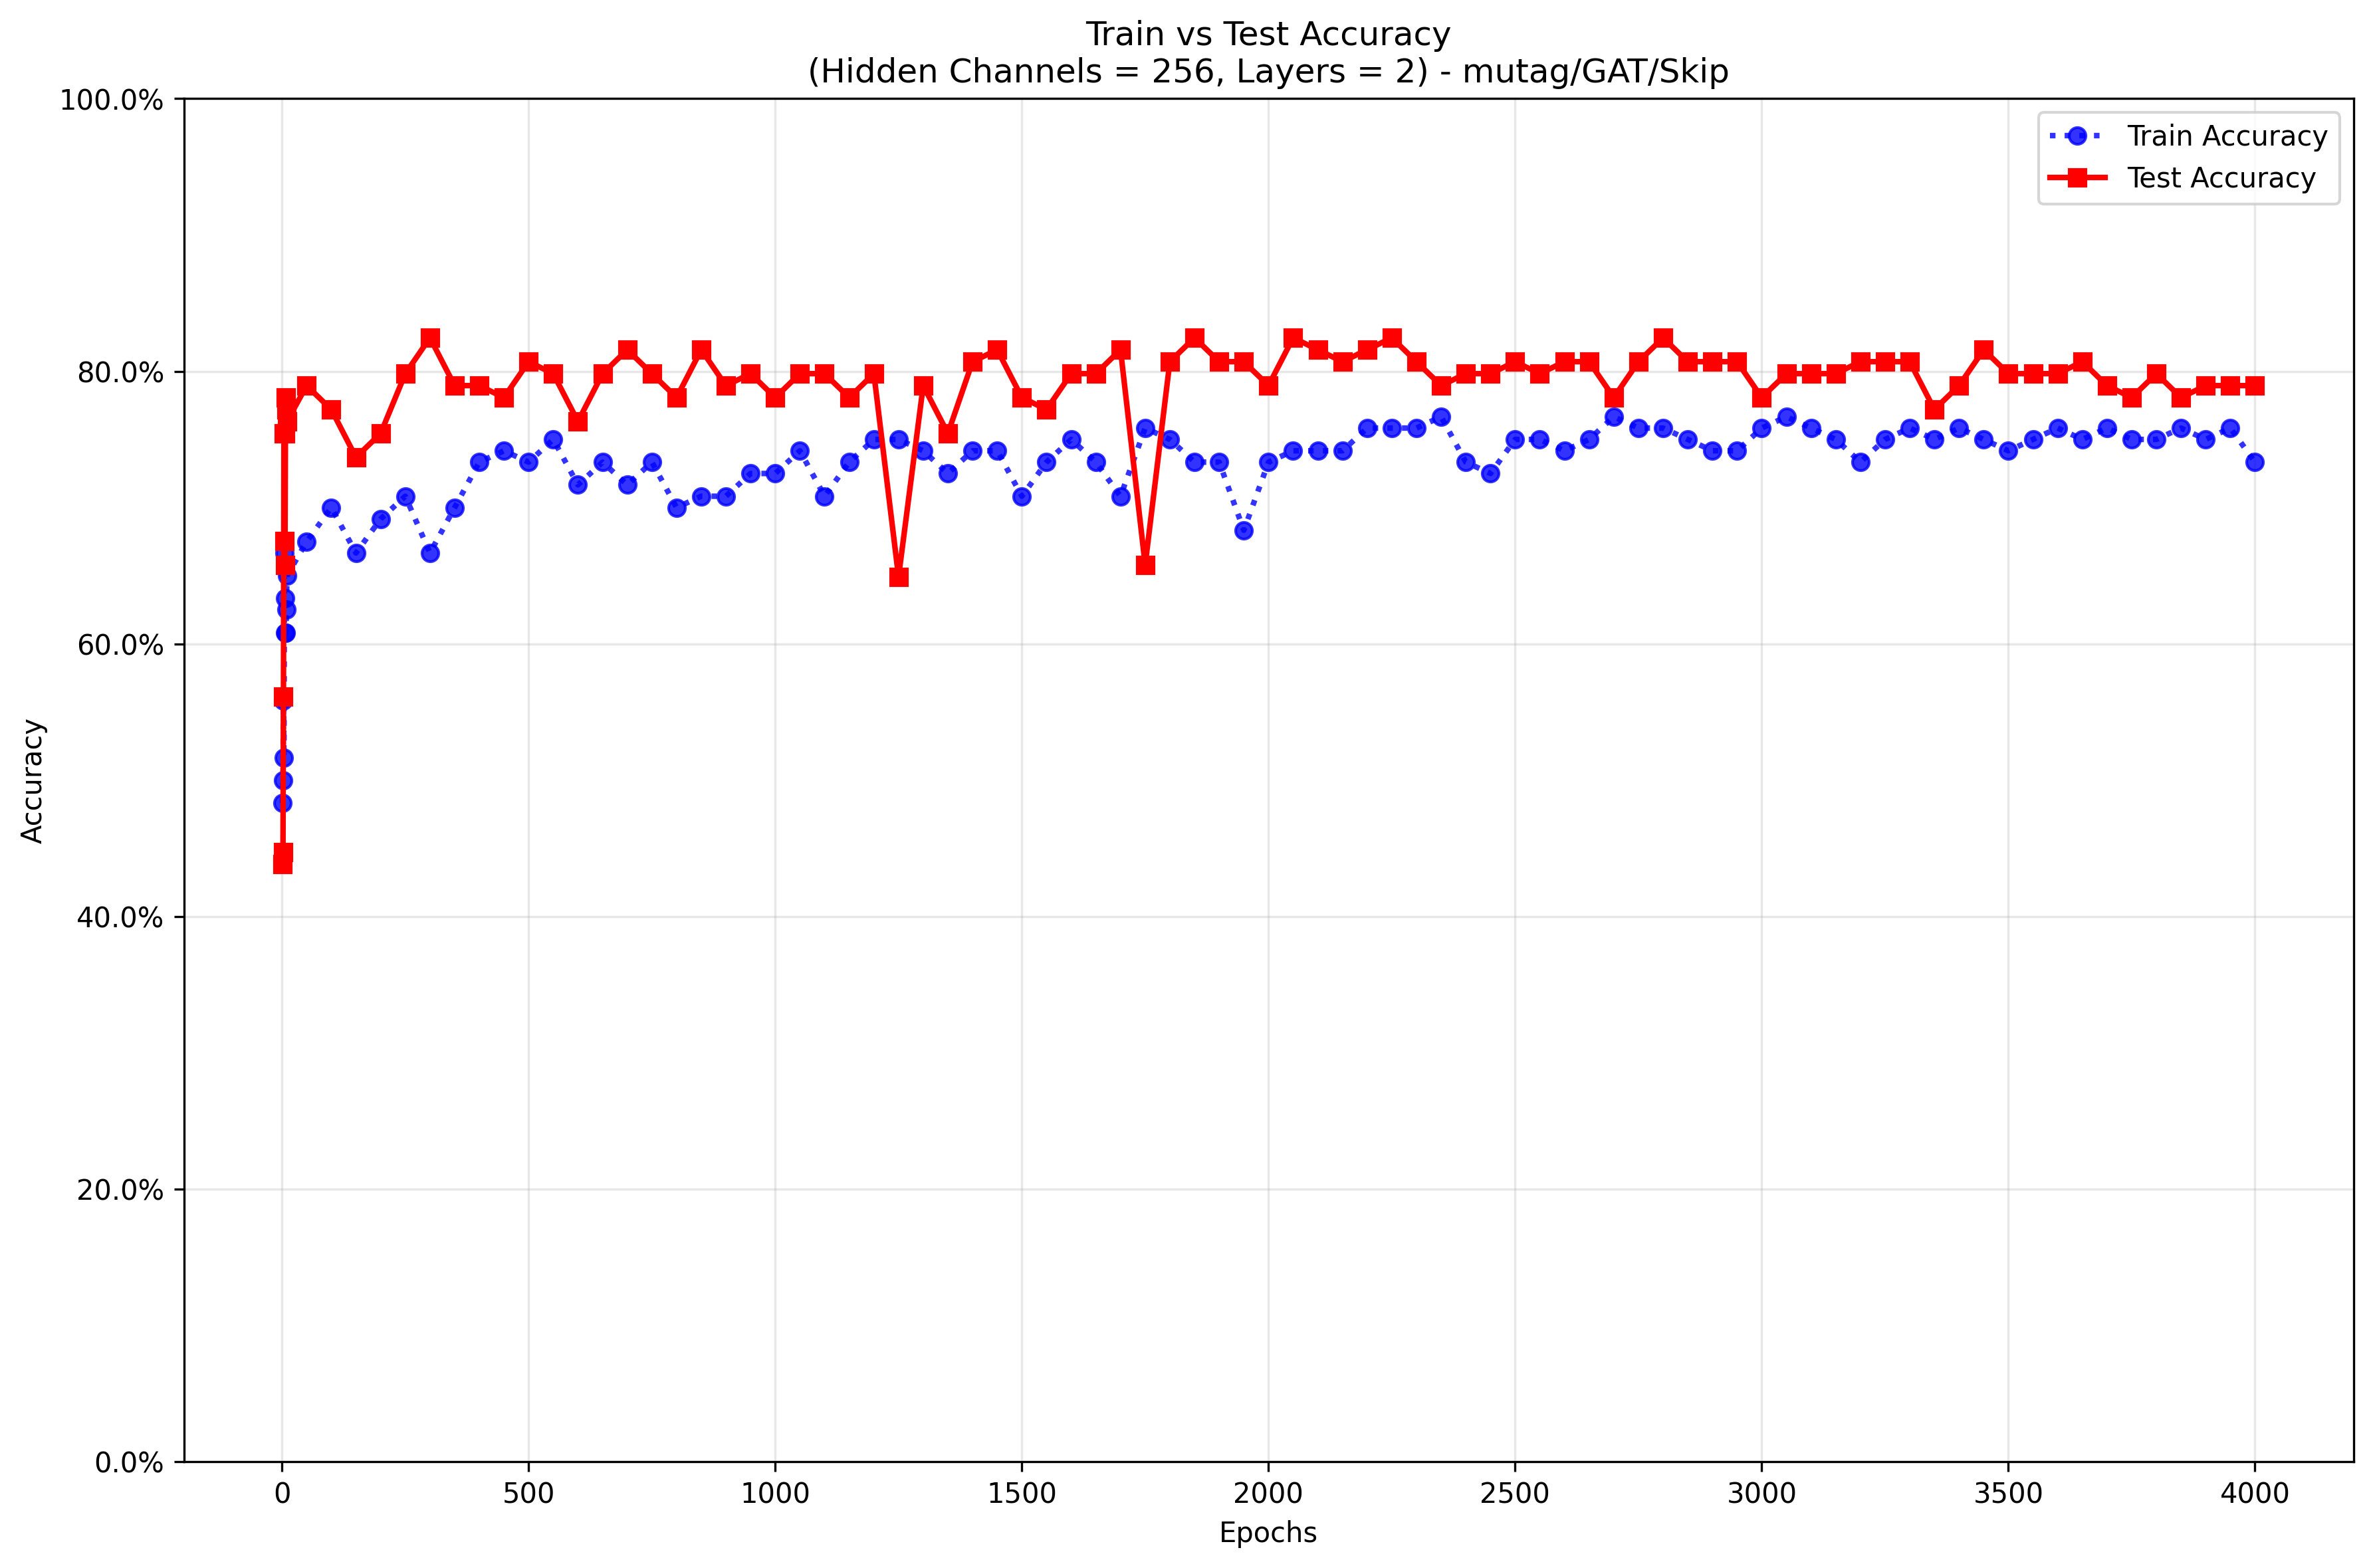 Train vs Test Accuracy
(Hidden Channels = 256, Layers = 2) - mutag/GAT/Skip
100.0%
80.0%
60.0%
40.0%
20.0%
0.0%
Accuracy
Train Accuracy
Test Accuracy
0 500 1000 1500 2000 2500 3000 3500 4000
Epochs